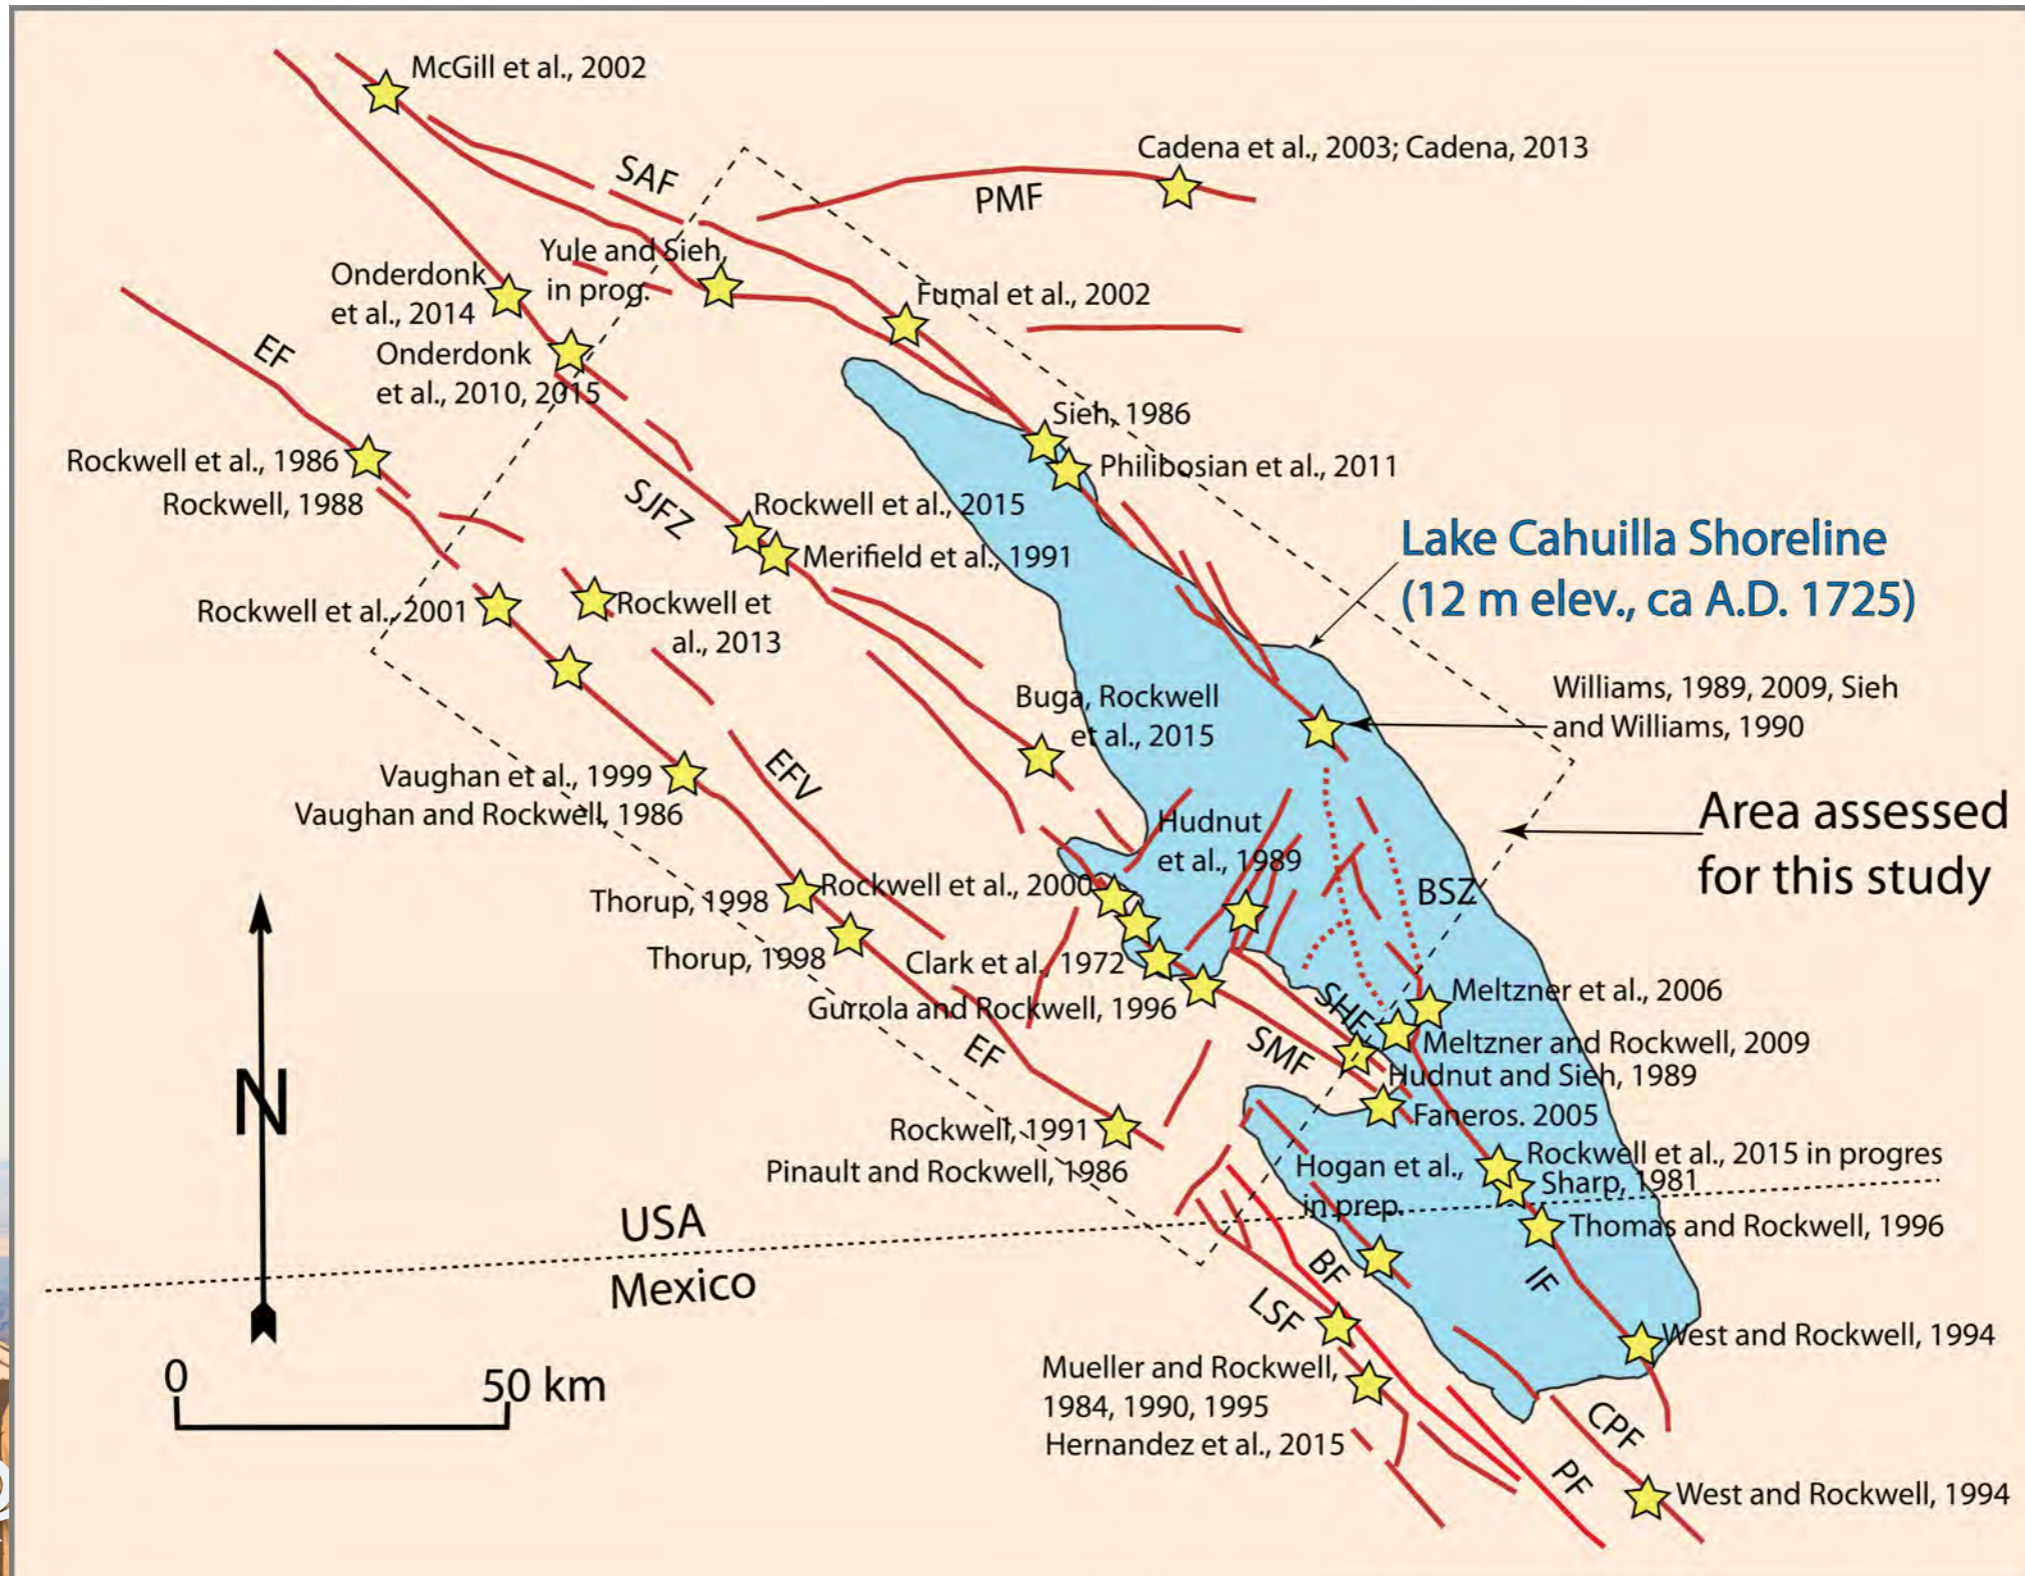 McGill et al., 2002
Cadena et al., 2003; Cadena, 2013
SAF
PMF
Yule and Sieh,
in prog.
Onderdonk
et al., 2014
Fumal et al., 2002
EF
Onderdonk
et al., 2010, 2015
Sieh, 1986
Rockwell et al., 1986
Rockwell, 1988
Philibosian et al., 2011
SJFZ
Rockwell et al., 2015
Merifield et al., 1991
Lake Cahuilla Shoreline
(12 m elev., ca A.D. 1725)
Rockwell et al., 2001
Rockwell et
al., 2013
Buga, Rockwell
et al., 2015
Williams, 1989, 2009, Sieh
and Williams, 1990
EFV
Vaughan et al., 1999
Vaughan and Rockwell, 1986
Area assessed
for this study
Hudnut
et al., 1989
BSZ
Thorup, 1998
Rockwell et al., 2000
Thorup, 1998
Clark et al., 1972
Gurrola and Rockwell, 1996
SHF
Meltzner et al., 2006
EF
SMF
Meltzner and Rockwell, 2009
Hudnut and Sieh, 1989
Faneros. 2005
N
Rockwell, 1991
Pinault and Rockwell, 1986
Hogan et al.,
in prep.
Rockwell et al., 2015 in progres
Sharp, 1981
USA
Mexico
Thomas and Rockwell, 1996
BF
IF
LSF
West and Rockwell, 1994
0
50 km
Mueller and Rockwell,
1984, 1990, 1995
Hernandez et al., 2015
CPF
PF
West and Rockwell, 1994